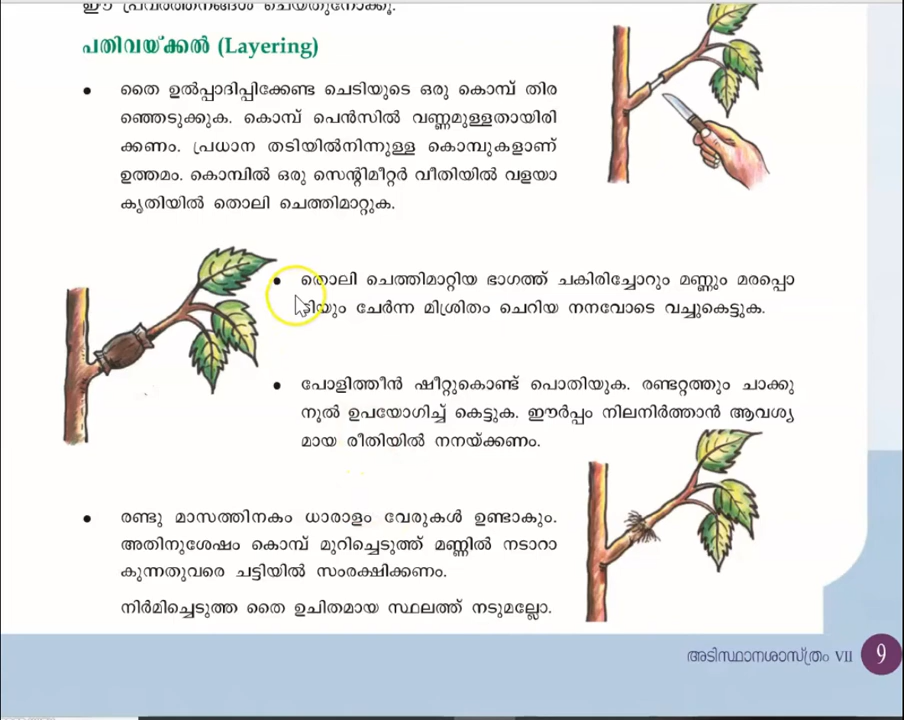 ഈ പ്രവർത്തനങ്ങൾ ചെയ്തുനോക്കൂ.
പതിവയ്ക്കൽ (Layering)
• തൈ ഉൽപ്പാദിപ്പിക്കേണ്ട ചെടിയുടെ ഒരു കൊമ്പ് തിര
ഞ്ഞെടുക്കുക. കൊമ്പ് പെൻസിൽ വണ്ണമുള്ളതായിരി
ക്കണം. പ്രധാന തടിയിൽനിന്നുള്ള കൊമ്പുകളാണ്
ഉത്തമം. കൊമ്പിൽ ഒരു സെന്റിമീറ്റർ വീതിയിൽ വളയാ
കൃതിയിൽ തൊലി ചെത്തിമാറ്റുക.
• തൊലി ചെത്തിമാറ്റിയ ഭാഗത്ത് ചകിരിച്ചോറും മണ്ണും മരപ്പൊ
ടിയും ചേർന്ന മിശ്രിതം ചെറിയ നനവോടെ വച്ചുകെട്ടുക.
• പോളിത്തീൻ ഷീറ്റുകൊണ്ട് പൊതിയുക. രണ്ടറ്റത്തും ചാക്കു
നൂൽ ഉപയോഗിച്ച് കെട്ടുക. ഈർപ്പം നിലനിർത്താൻ ആവശ്യ
മായ രീതിയിൽ നനയ്ക്കണം.
• രണ്ടു മാസത്തിനകം ധാരാളം വേരുകൾ ഉണ്ടാകും.
അതിനുശേഷം കൊമ്പ് മുറിച്ചെടുത്ത് മണ്ണിൽ നടാറാ
കുന്നതുവരെ ചട്ടിയിൽ സംരക്ഷിക്കണം.
നിർമിച്ചെടുത്ത തൈ ഉചിതമായ സ്ഥലത്ത് നടുമല്ലോ.
അടിസ്ഥാനശാസ്ത്രം VII 9